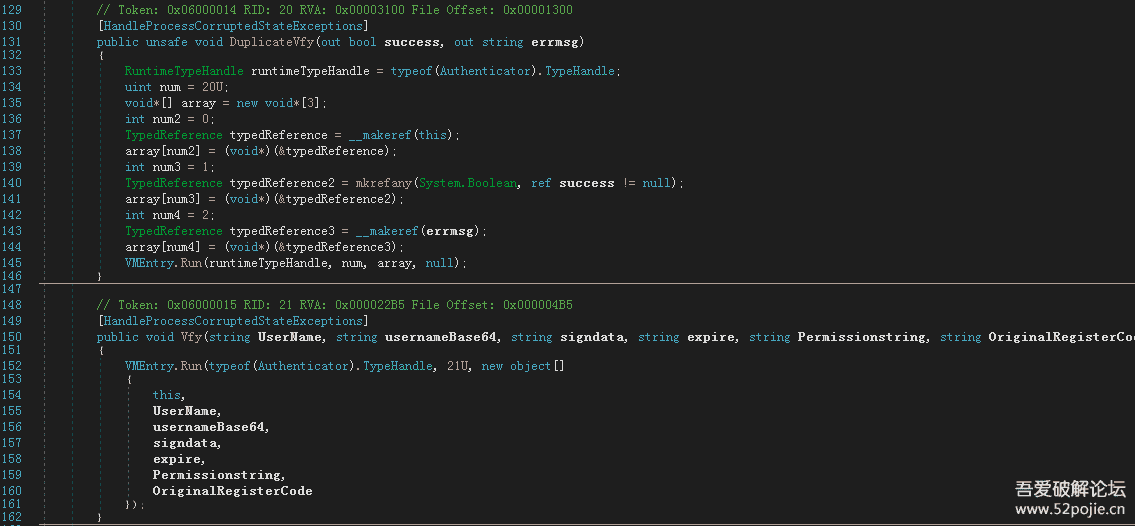 129 // Token: 0x06000014 RID: 20 RVA: 0x00003100 File Offset: 0x00001300
130 [HandleProcessCorruptedStateExceptions]
131 public unsafe void DuplicateVfy(out bool success, out string errmsg)
132 {
133 RuntimeTypeHandle runtimeTypeHandle = typeof(Authenticator).TypeHandle;
134 uint num = 20U;
135 void*[] array = new void*[3];
136 int num2 = 0;
137 TypedReference typedReference = __makeref(this);
138 array[num2] = (void*)(&typedReference);
139 int num3 = 1;
140 TypedReference typedReference2 = mkrefany(System.Boolean, ref success != null);
141 array[num3] = (void*)(&typedReference2);
142 int num4 = 2;
143 TypedReference typedReference3 = __makeref(errmsg);
144 array[num4] = (void*)(&typedReference3);
145 VMEntry.Run(runtimeTypeHandle, num, array, null);
146 }
147
148 // Token: 0x06000015 RID: 21 RVA: 0x000022B5 File Offset: 0x000004B5
149 [HandleProcessCorruptedStateExceptions]
150 public void Vfy(string UserName, string usernameBase64, string signdata, string expire, string Permissionstring, string OriginalRegisterCo
151 {
152 VMEntry.Run(typeof(Authenticator).TypeHandle, 21U, new object[]
153 {
154 this,
155 UserName,
156 usernameBase64,
157 signdata,
158 expire,
159 Permissionstring,
160 OriginalRegisterCode
161 });
162 }
吾爱破解论坛
www.52pojie.cn